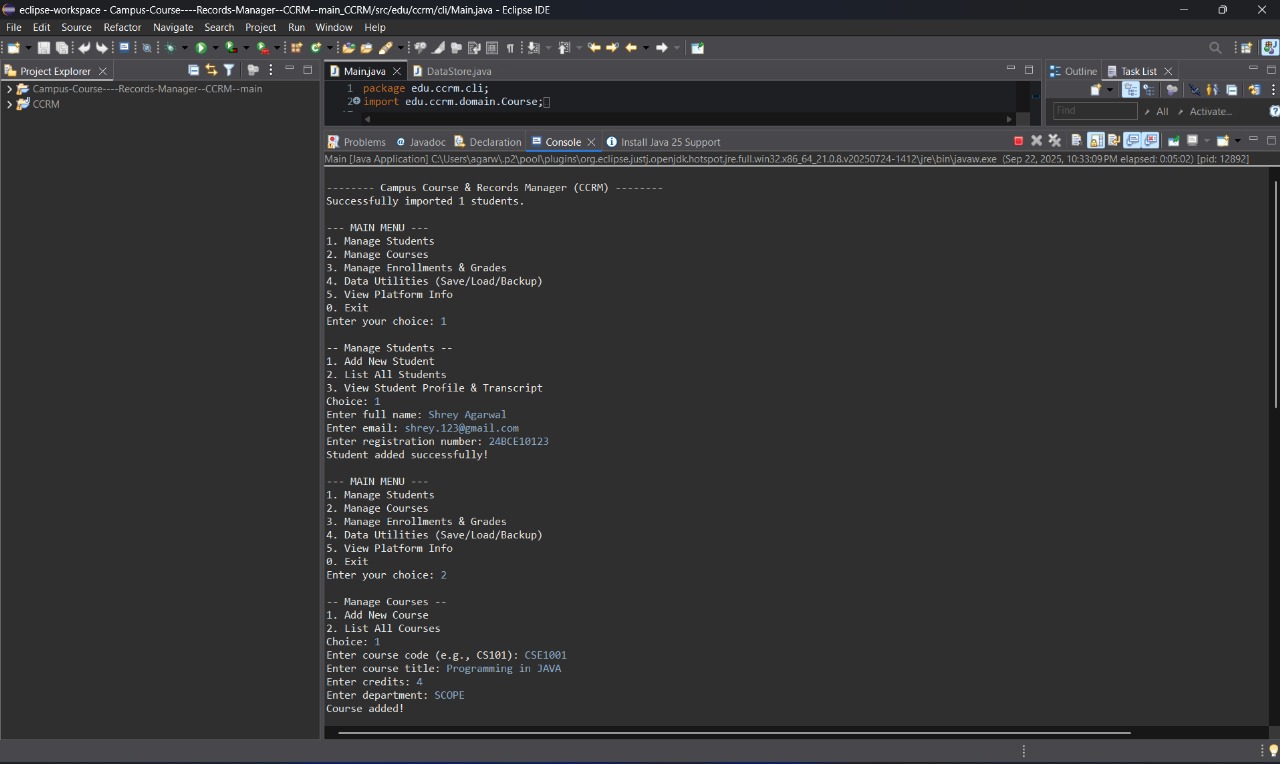 eclipse-workspace - Campus-Course----Records-Manager--CCRM--main_CCRM/src/edu/ccrm/cli/Main.java - Eclipse IDE
File Edit Source Refactor Navigate Search Project Run Window Help
Project Explorer
Campus-Course----Records-Manager--CCRM--main
CCRM
Main.java
DataStore.java
1 package edu.ccrm.cli;
2 import edu.ccrm.domain.Course;
Outline
Task List
Find
All
Activate...
Problems
Javadoc
Declaration
Console
Install Java 25 Support
Main [Java Application] C:\Users\agarw\.p2\pool\plugins\org.eclipse.justj.openjdk.hotspot.jre.full.win32.x86_64_21.0.8.v20250724-1412\jre\bin\javaw.exe (Sep 22, 2025, 10:33:09 PM elapsed: 0:05:02) [pid: 12892]
-------- Campus Course & Records Manager (CCRM) --------
Successfully imported 1 students.
--- MAIN MENU ---
1. Manage Students
2. Manage Courses
3. Manage Enrollments & Grades
4. Data Utilities (Save/Load/Backup)
5. View Platform Info
0. Exit
Enter your choice: 1
-- Manage Students --
1. Add New Student
2. List All Students
3. View Student Profile & Transcript
Choice: 1
Enter full name: Shrey Agarwal
Enter email: shrey.123@gmail.com
Enter registration number: 24BCE10123
Student added successfully!
--- MAIN MENU ---
1. Manage Students
2. Manage Courses
3. Manage Enrollments & Grades
4. Data Utilities (Save/Load/Backup)
5. View Platform Info
0. Exit
Enter your choice: 2
-- Manage Courses --
1. Add New Course
2. List All Courses
Choice: 1
Enter course code (e.g., CS101): CSE1001
Enter course title: Programming in JAVA
Enter credits: 4
Enter department: SCOPE
Course added!